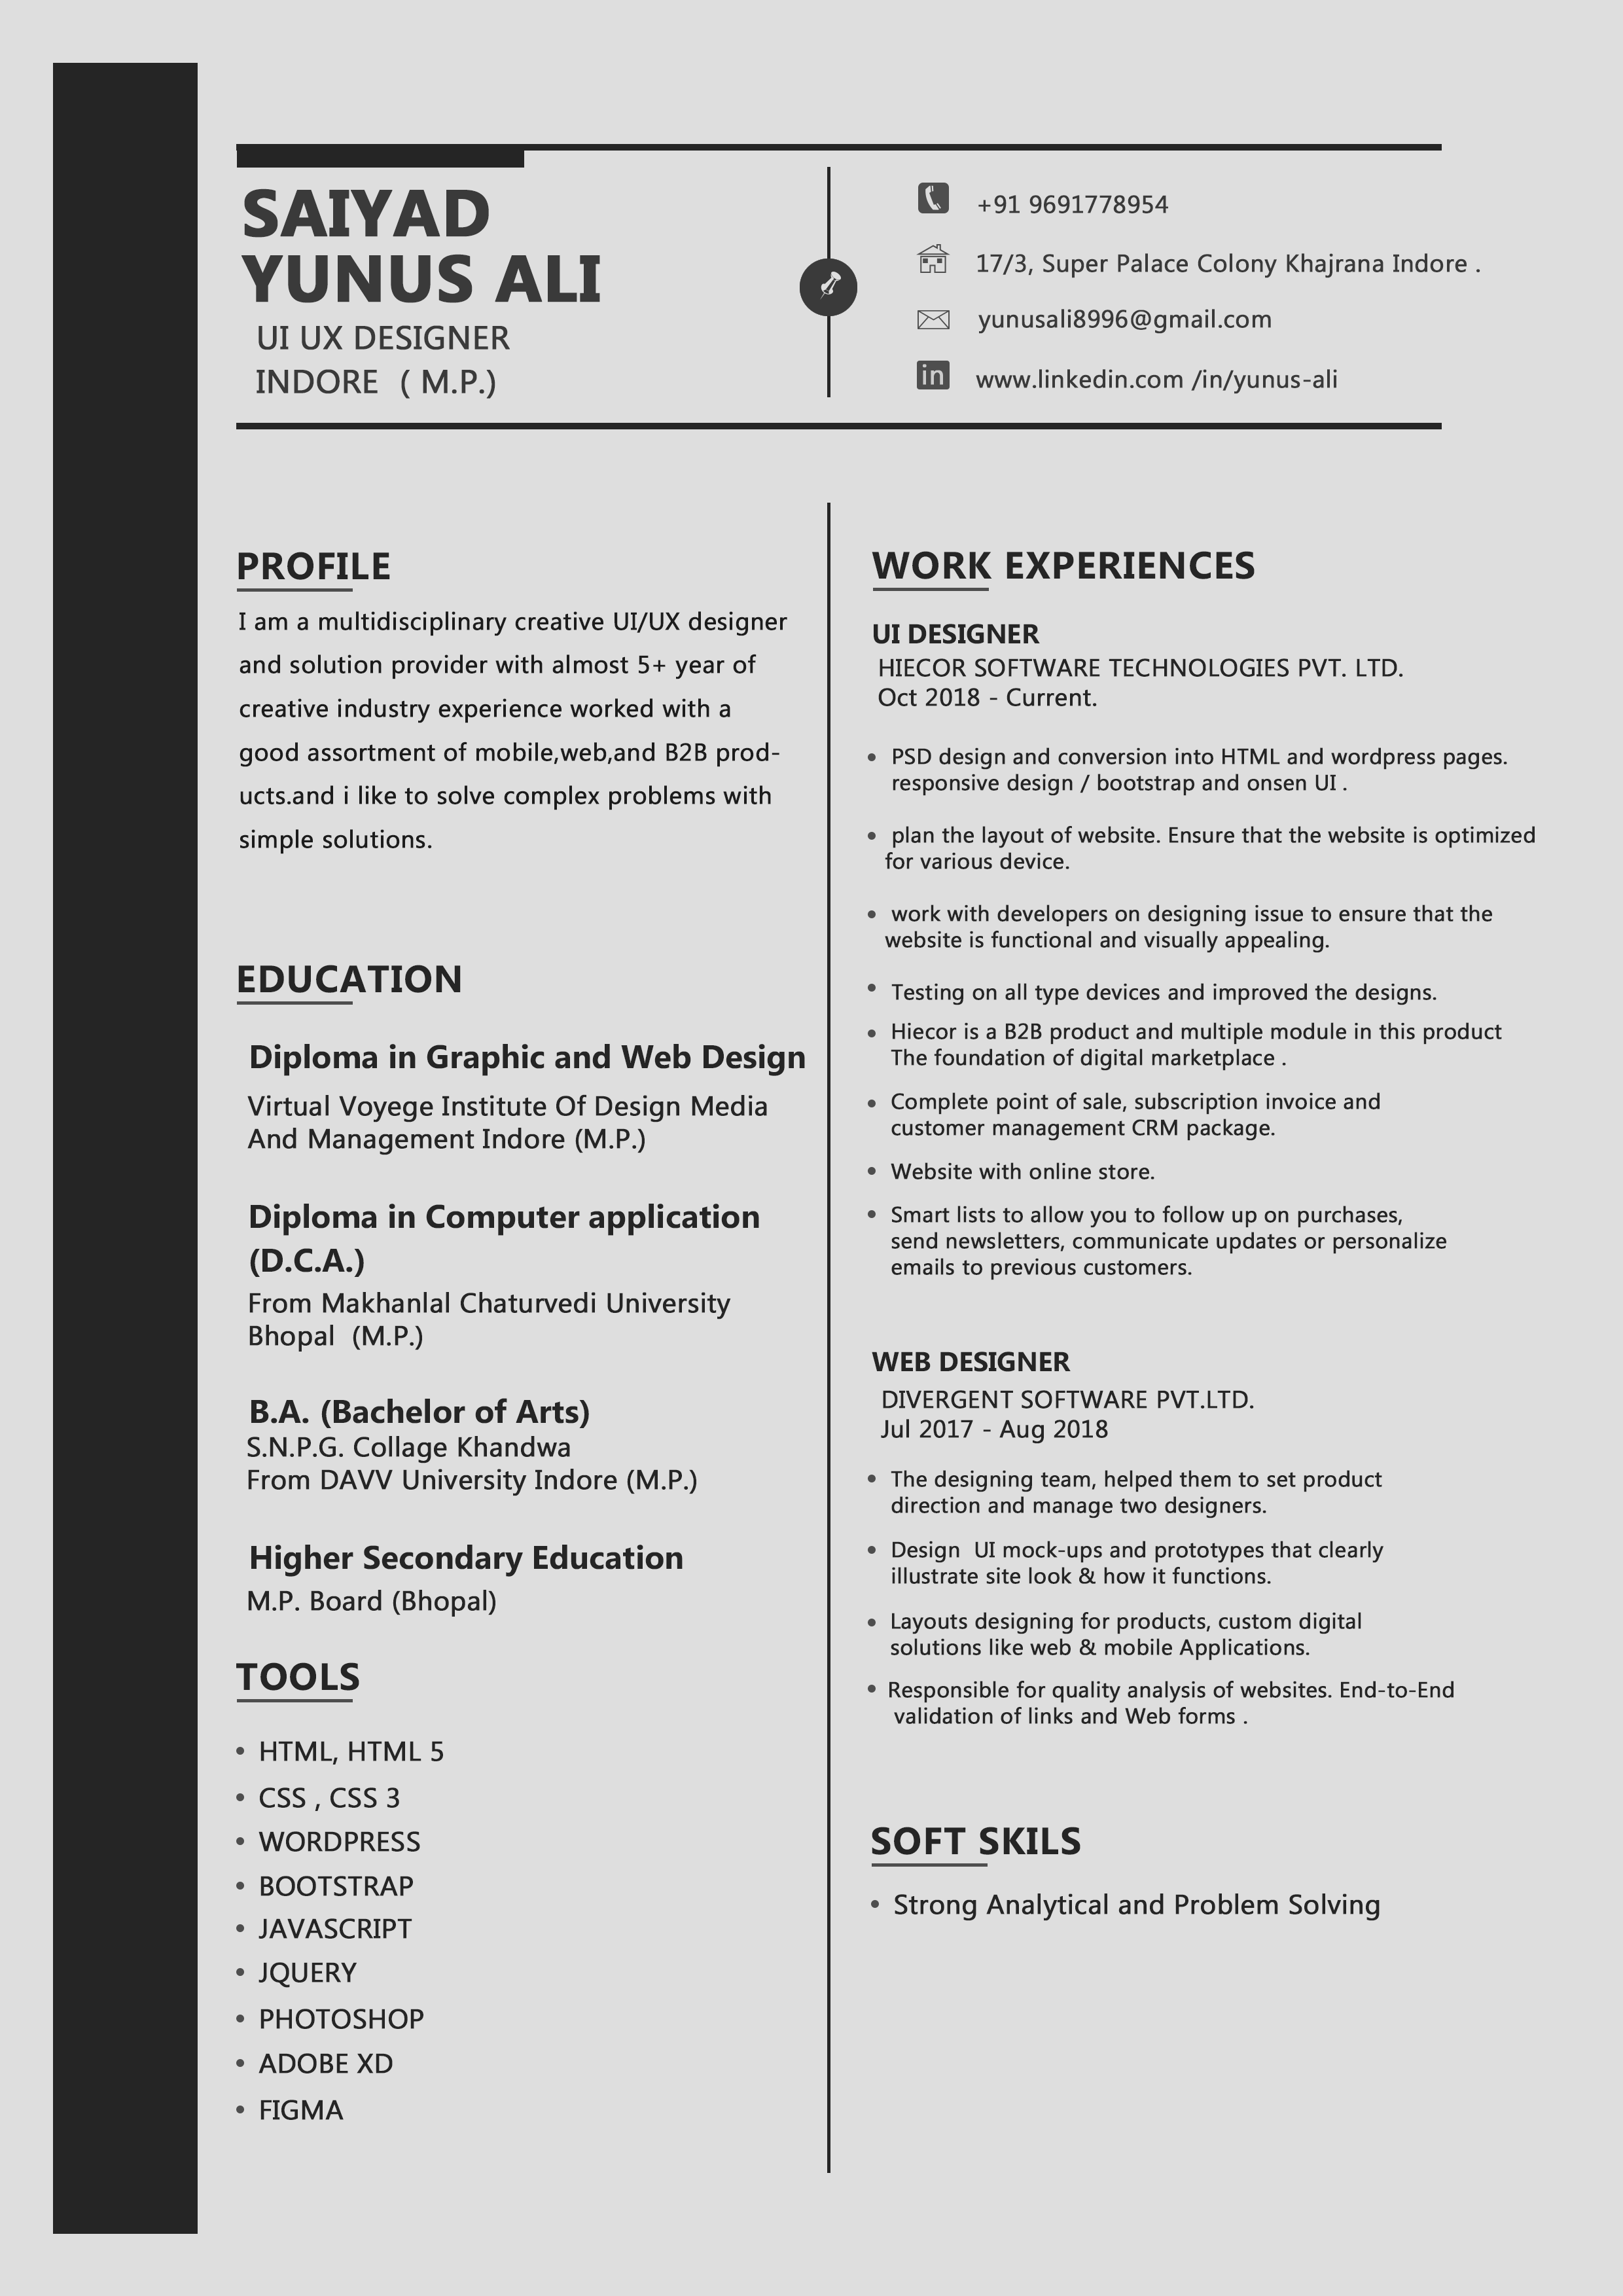 SAIYAD
YUNUS ALI
UI UX DESIGNER
INDORE ( M.P.)
+91 9691778954
17/3, Super Palace Colony Khajrana Indore .
yunusali8996@gmail.com
in
www.linkedin.com /in/yunus-ali
PROFILE
I am a multidisciplinary creative UI/UX designer
and solution provider with almost 5+ year of
creative industry experience worked with a
good assortment of mobile,web,and B2B prod-
ucts.and i like to solve complex problems with
simple solutions.
EDUCATION
Diploma in Graphic and Web Design
Virtual Voyege Institute Of Design Media
And Management Indore (M.P.)
Diploma in Computer application
(D.C.A.)
From Makhanlal Chaturvedi University
Bhopal (M.P.)
B.A. (Bachelor of Arts)
S.N.P.G. Collage Khandwa
From DAVV University Indore (M.P.)
Higher Secondary Education
M.P. Board (Bhopal)
TOOLS
• HTML, HTML 5
• CSS , CSS 3
• WORDPRESS
• BOOTSTRAP
• JAVASCRIPT
• JQUERY
• PHOTOSHOP
• ADOBE XD
• FIGMA
WORK EXPERIENCES
UI DESIGNER
HIECOR SOFTWARE TECHNOLOGIES PVT. LTD.
Oct 2018 - Current.
• PSD design and conversion into HTML and wordpress pages.
responsive design / bootstrap and onsen UI .
• plan the layout of website. Ensure that the website is optimized
for various device.
• work with developers on designing issue to ensure that the
website is functional and visually appealing.
• Testing on all type devices and improved the designs.
• Hiecor is a B2B product and multiple module in this product
The foundation of digital marketplace .
• Complete point of sale, subscription invoice and
customer management CRM package.
• Website with online store.
• Smart lists to allow you to follow up on purchases,
send newsletters, communicate updates or personalize
emails to previous customers.
WEB DESIGNER
DIVERGENT SOFTWARE PVT.LTD.
Jul 2017 - Aug 2018
• The designing team, helped them to set product
direction and manage two designers.
• Design UI mock-ups and prototypes that clearly
illustrate site look & how it functions.
• Layouts designing for products, custom digital
solutions like web & mobile Applications.
• Responsible for quality analysis of websites. End-to-End
validation of links and Web forms .
SOFT SKILS
• Strong Analytical and Problem Solving